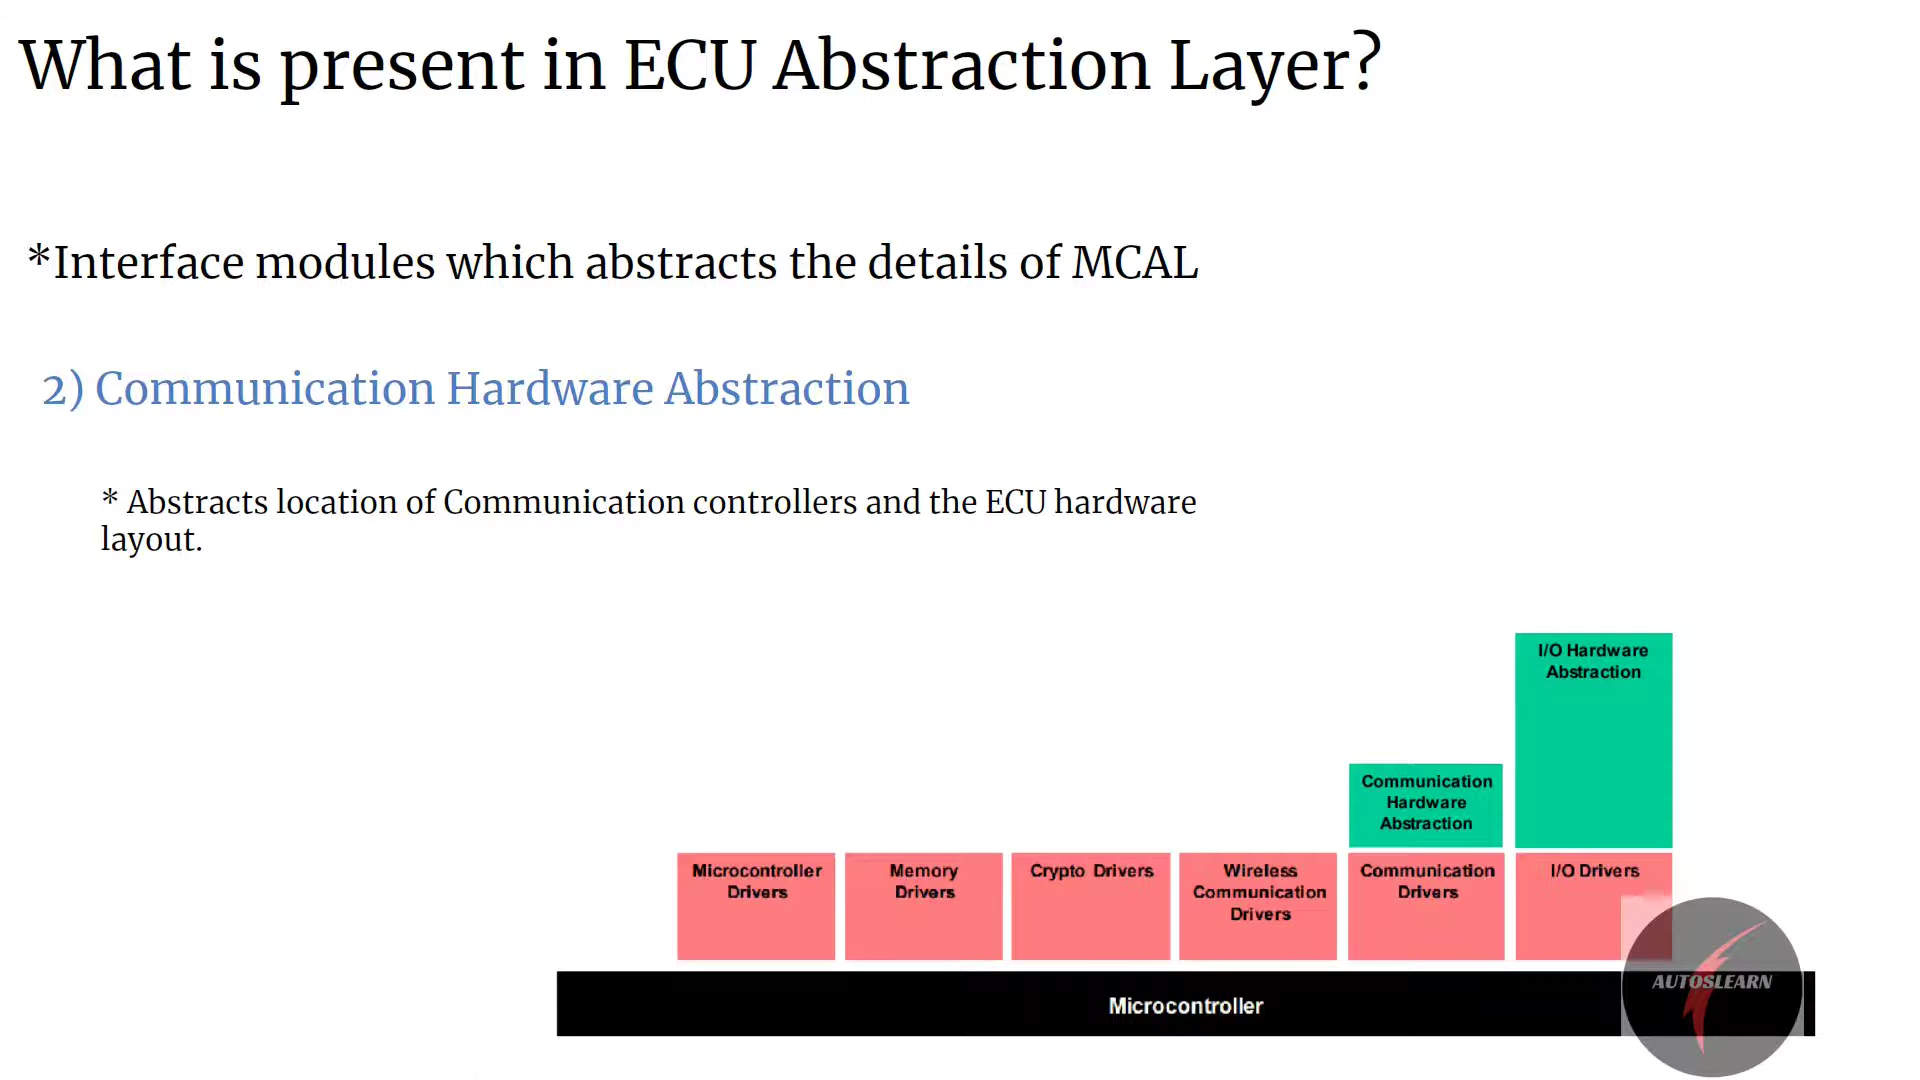 What is present in ECU Abstraction Layer?
*Interface modules which abstracts the details of MCAL
2) Communication Hardware Abstraction
* Abstracts location of Communication controllers and the ECU hardware
layout.
I/O Hardware
Abstraction
Communication
Hardware
Abstraction
Microcontroller
Drivers
Memory
Drivers
Crypto Drivers
Wireless
Communication
Drivers
Communication
Drivers
I/O Drivers
Microcontroller
AUTOSLEARN